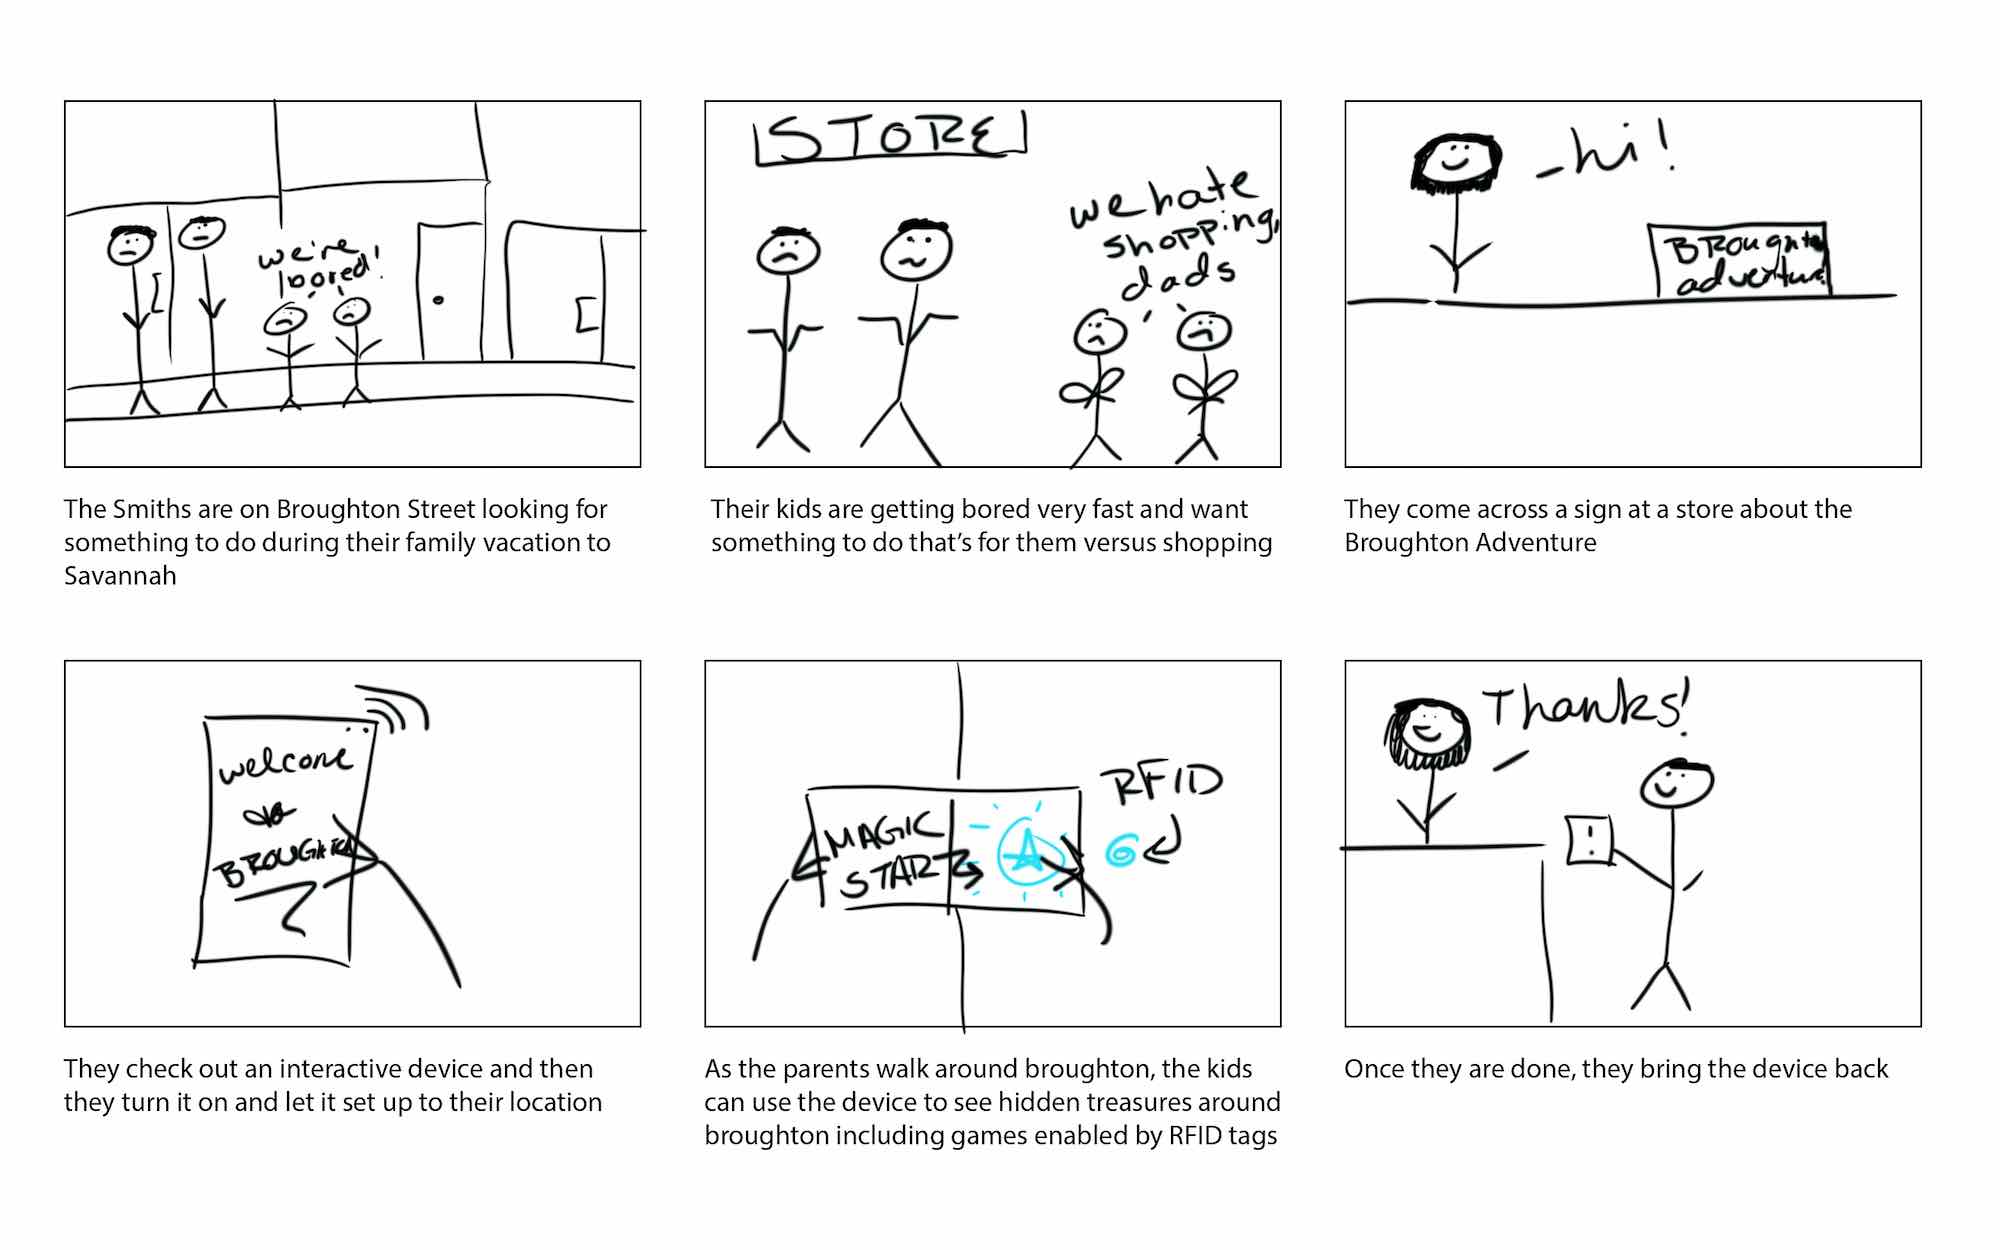 we're
bored!
The Smiths are on Broughton Street looking for
something to do during their family vacation to
Savannah
STORE
we hate
shopping,
dads
Their kids are getting bored very fast and want
something to do that's for them versus shopping
-hi!
Broughton
adventure
They come across a sign at a store about the
Broughton Adventure
welcome
to
BROUGHTON
They check out an interactive device and then
they turn it on and let it set up to their location
MAGIC
START
RFID
As the parents walk around broughton, the kids
can use the device to see hidden treasures around
broughton including games enabled by RFID tags
Thanks!
!
Once they are done, they bring the device back